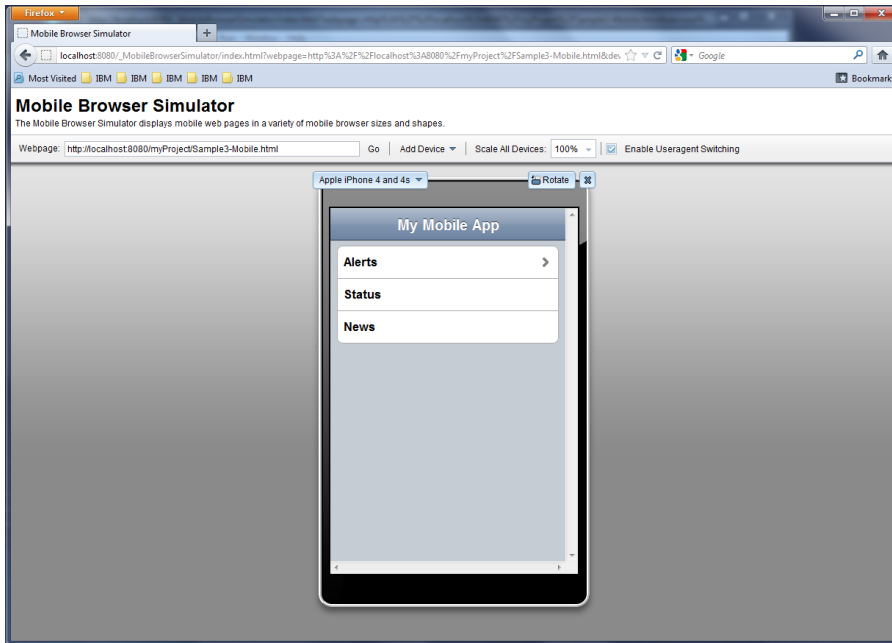 Firefox
Mobile Browser Simulator
+
localhost:8080/_MobileBrowserSimulator/index.html?webpage=http%3A%2F%2Flocalhost%3A8080%2FmyProject%2FSample3-Mobile.html&de
Google
Most Visited IBM IBM IBM IBM IBM
Bookmark
Mobile Browser Simulator
The Mobile Browser Simulator displays mobile web pages in a variety of mobile browser sizes and shapes.
Webpage: http://localhost:8080/myProject/Sample3-Mobile.html Go Add Device Scale All Devices: 100% Enable Useragent Switching
Apple iPhone 4 and 4s Rotate
My Mobile App
Alerts
Status
News